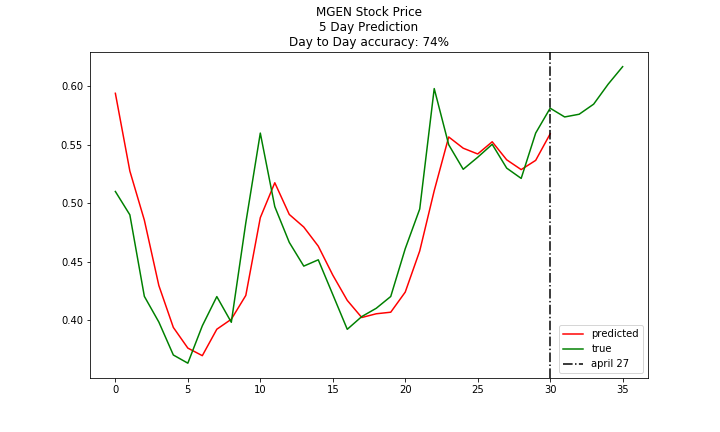 MGEN Stock Price
5 Day Prediction
Day to Day accuracy: 74%
0.60
0.55
0.50
0.45
0.40
0 5 10 15 20 25 30 35
predicted
true
april 27